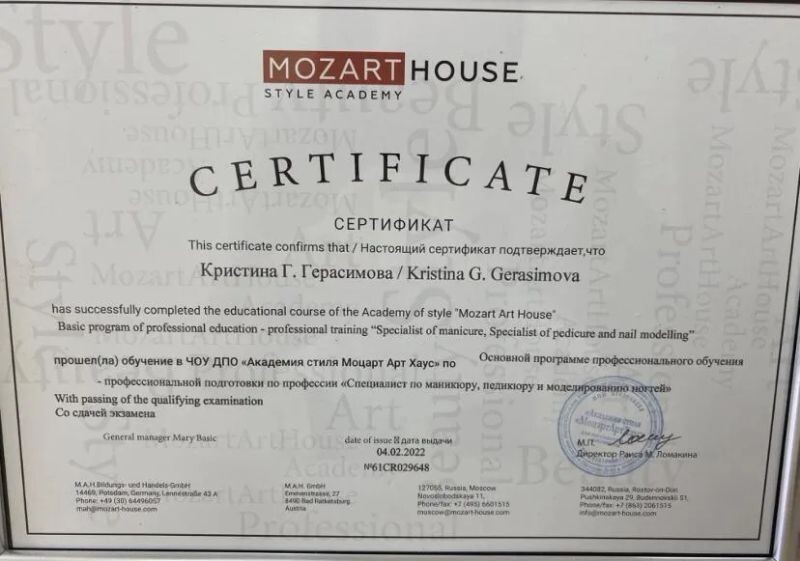 MOZART HOUSE
STYLE ACADEMY
CERTIFICATE
СЕРТИФИКАТ
This certificate confirms that / Настоящий сертификат подтверждает,что
Кристина Г. Герасимова / Kristina G. Gerasimova
has successfully completed the educational course of the Academy of style "Mozart Art House"
Basic program of professional education - professional training “Specialist of manicure, Specialist of pedicure and nail modelling”
прошел(ла) обучение в ЧОУ ДПО «Академия стиля Моцарт Арт Хаус» по Основной программе профессионального обучения
- профессиональной подготовки по профессии «Специалист по маникюру, педикюру и моделированию ногтей»
With passing of the qualifying examination
Со сдачей экзамена
General manager Mary Basic
date of issue И дата выдачи
04.02.2022
№61CR029648
М.П.
Директор Раиса М. Ломакина
M.A.H.Bildungs- und Handels-GmbH
14469, Potsdam, Germany, Lennéstraße 43 A
Phone: +49 (30) 64496057
mah@mozart-house.com
M.A.H. GmbH
8490 Bad Radkersburg
Austria
127055, Russia, Moscow
Novoslobodskaya 11,
Phone/fax: +7 (495) 6601515
moscow@mozart-house.com
344082, Russia, Rostov-on-Don
Pushkinskaya 29, Budennovskii 51,
Phone/fax: +7 (863) 2061515
info@mozart-house.com